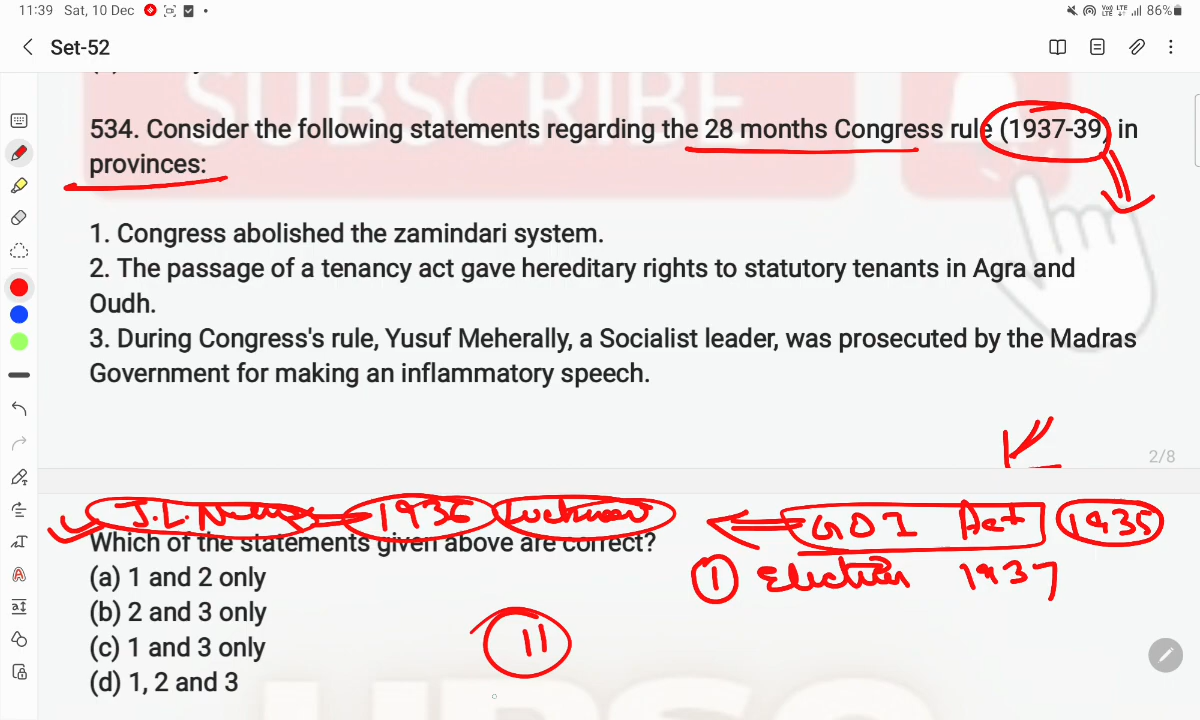 11:39 Sat, 10 Dec
86%
Set-52
SUBSCRIBE
534. Consider the following statements regarding the 28 months Congress rule (1937-39) in
provinces:
1. Congress abolished the zamindari system.
2. The passage of a tenancy act gave hereditary rights to statutory tenants in Agra and
Oudh.
3. During Congress's rule, Yusuf Meherally, a Socialist leader, was prosecuted by the Madras
Government for making an inflammatory speech.
2/8
J.L. Nehru 1936 Lucknow GOI Act 1935
Which of the statements given above are correct?
① Election 1937
(a) 1 and 2 only
(b) 2 and 3 only
11
(c) 1 and 3 only
(d) 1, 2 and 3